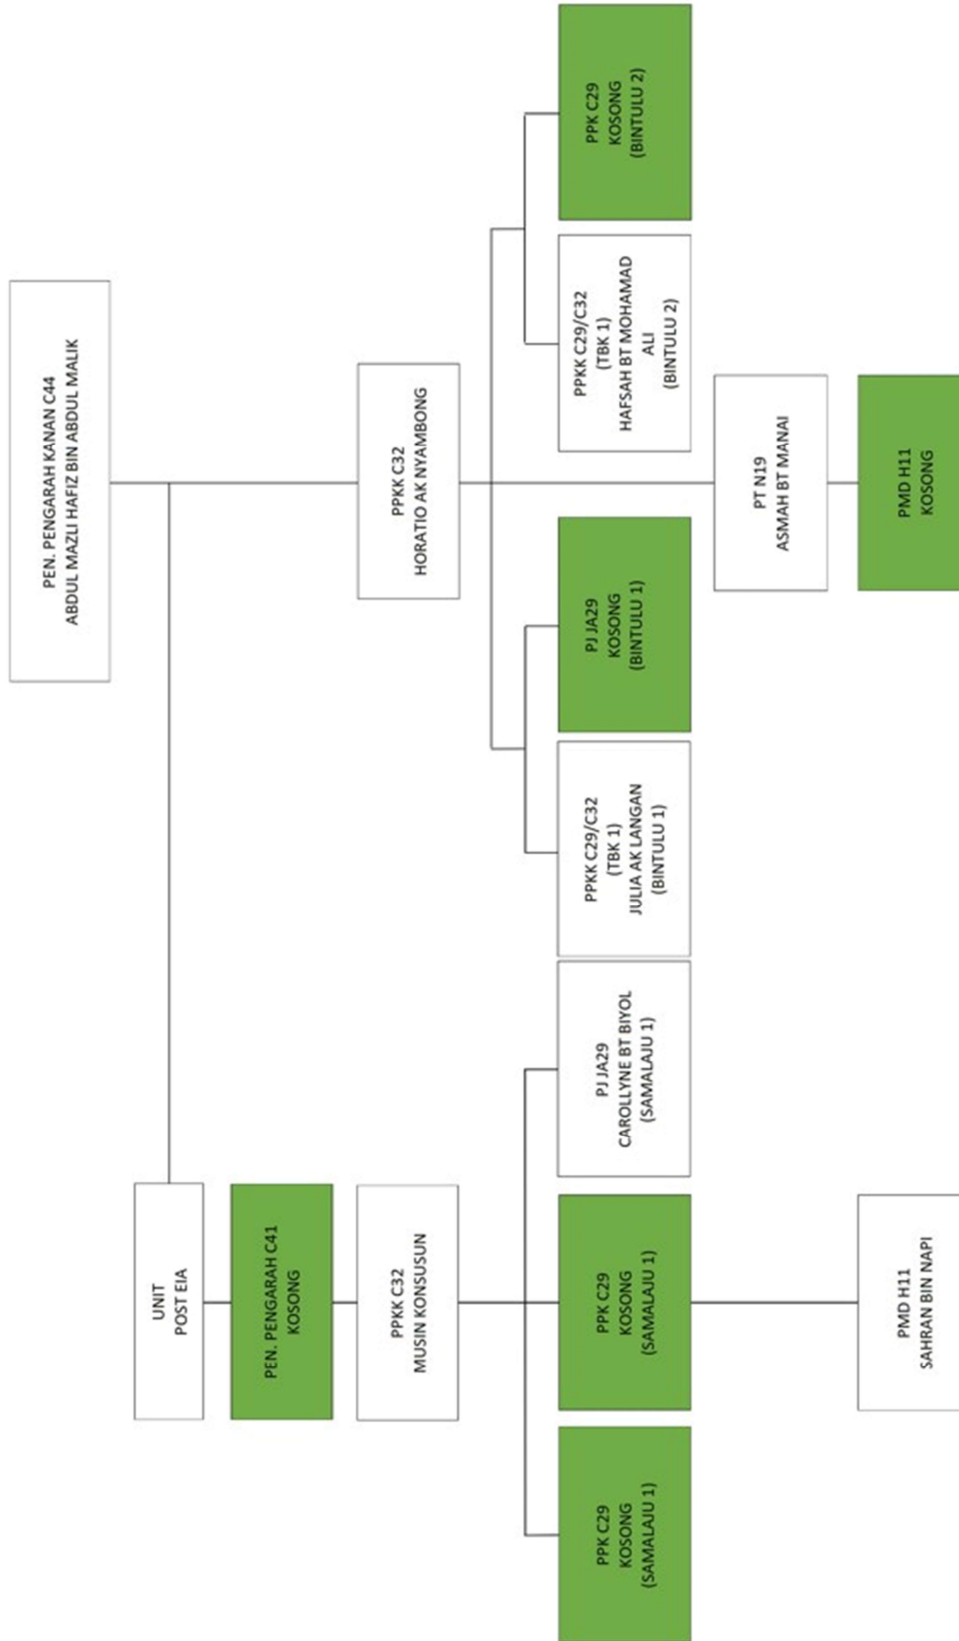 PEN. PENGARAH KANAN C44
ABDUL MAZLI HAFIZ BIN ABDUL MALIK
UNIT
POST EIA
PEN. PENGARAH C41
KOSONG
PPKK C32
MUSIN KONSUSUN
PPKK C32
HORATIO AK NYAMBONG
PPK C29
KOSONG
(SAMALAJU 1)
PPK C29
KOSONG
(SAMALAJU 1)
PJ JA29
CAROLLYNE BT BIYOL
(SAMALAJU 1)
PPKK C29/C32
(TBK 1)
JULIA AK LANGAN
(BINTULU 1)
PJ JA29
KOSONG
(BINTULU 1)
PPKK C29/C32
(TBK 1)
HAFSAH BT MOHAMAD
ALI
(BINTULU 2)
PPK C29
KOSONG
(BINTULU 2)
PT N19
ASMAH BT MANAI
PMD H11
SAHRAN BIN NAPI
PMD H11
KOSONG